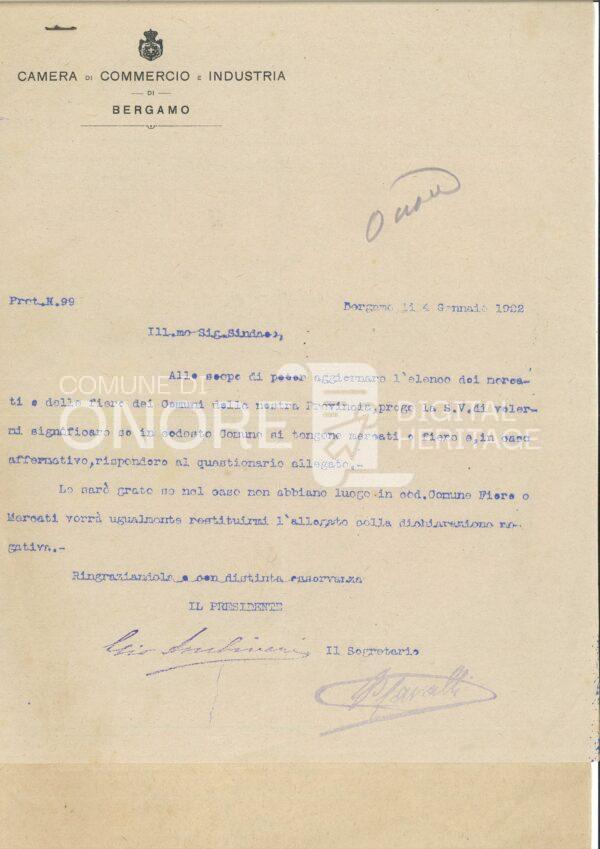 CAMERA DI COMMERCIO E INDUSTRIA
— DI —
BERGAMO
Onore
Prot.N.99
Bergamo li 4 Gennaio 1922
Ill.mo Sig.Sindaco,
Allo scopo di poter aggiornare l'elenco dei merca-
ti e delle fiere dei Comuni della nostra Provincia, prego la S.V.di voler-
mi significare se in codesto Comune si tengono mercati o fiere e,in caso
affermativo,rispondere al questionario allegato.-
Le sarò grato se nel caso non abbiano luogo in cod.Comune Fiere o
Mercati vorrà ugualmente restituirmi l'allegato colla dichiarazione ne-
gativa.-
Ringraziandola e con distinta osservanza
IL PRESIDENTE
Il Segretario
COMUNE DI
ONORE
DIGITAL
HERITAGE